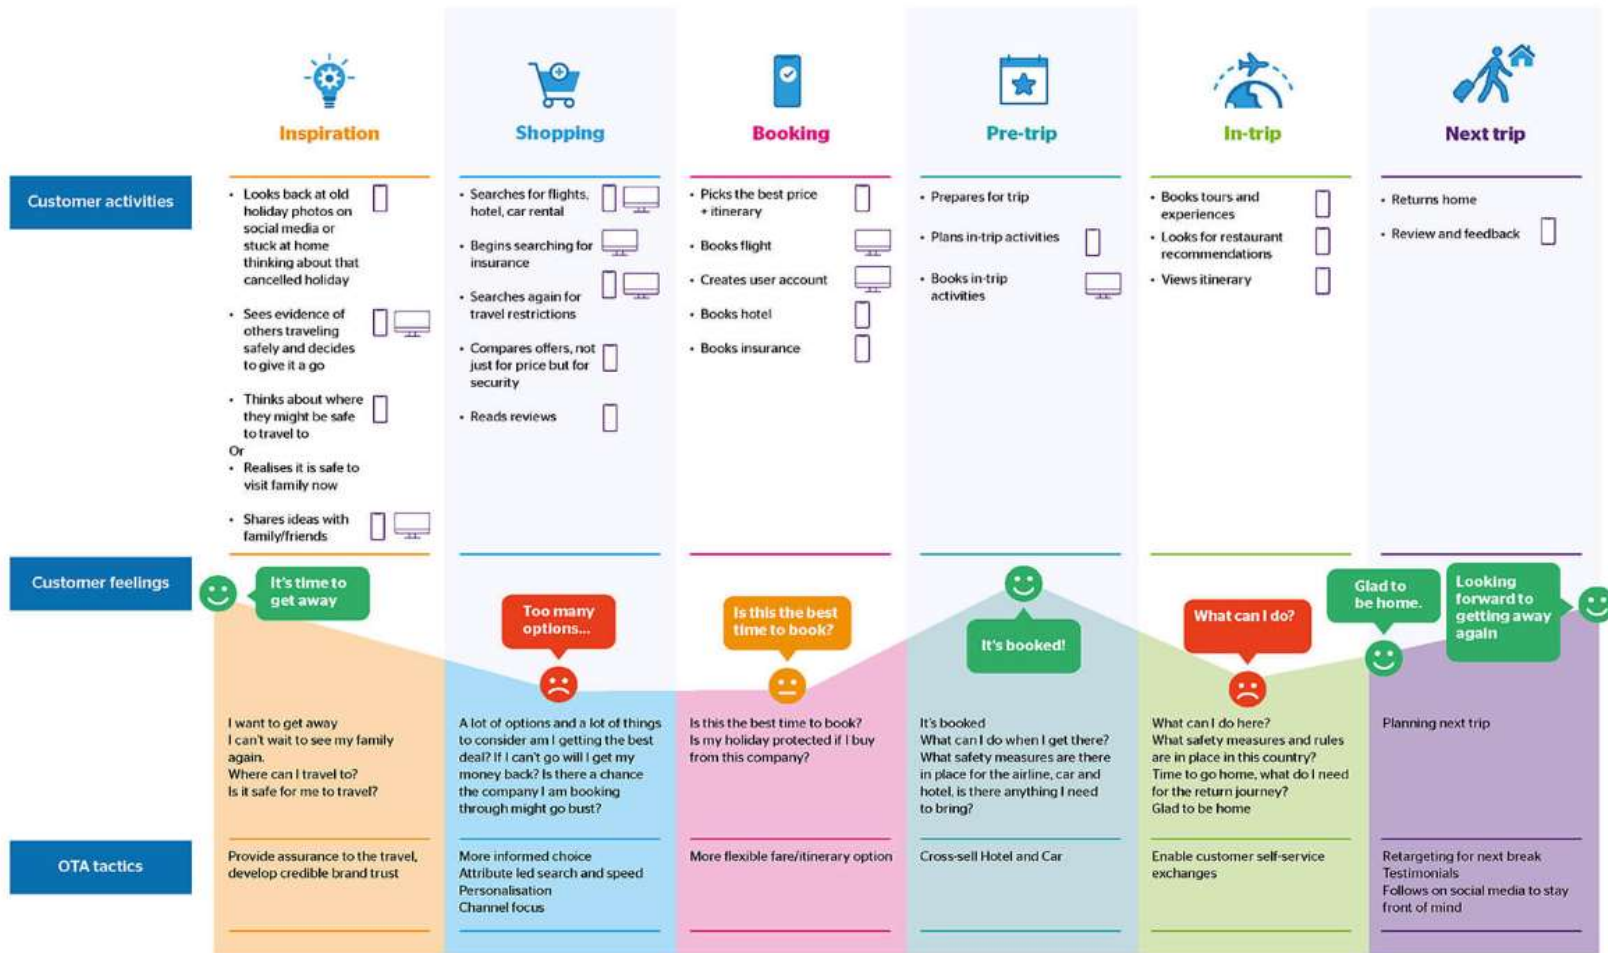 Inspiration
Shopping
Booking
Pre-trip
In-trip
Next trip
Customer activities
• Looks back at old
holiday photos on
social media or
stuck at home
thinking about that
cancelled holiday
• Sees evidence of
others traveling
safely and decides
to give it a go
• Thinks about where
they might be safe
to travel to
Or
• Realises it is safe to
visit family now
• Shares ideas with
family/friends
• Searches for flights,
hotel, car rental
• Begins searching for
insurance
• Searches again for
travel restrictions
• Compares offers, not
just for price but for
security
• Reads reviews
• Picks the best price
+ itinerary
• Books flight
• Creates user account
• Books hotel
• Books insurance
• Prepares for trip
• Plans in-trip activities
• Books in-trip
activities
• Books tours and
experiences
• Looks for restaurant
recommendations
• Views itinerary
• Returns home
• Review and feedback
Customer feelings
It's time to
get away
Too many
options...
Is this the best
time to book?
It's booked!
What can I do?
Glad to
be home.
Looking
forward to
getting away
again
I want to get away
I can't wait to see my family
again.
Where can I travel to?
Is it safe for me to travel?
A lot of options and a lot of things
to consider am I getting the best
deal? If I can't go will I get my
money back? Is there a chance
the company I am booking
through might go bust?
Is this the best time to book?
Is my holiday protected if I buy
from this company?
It's booked
What can I do when I get there?
What safety measures are there
in place for the airline, car and
hotel, is there anything I need
to bring?
What can I do here?
What safety measures and rules
are in place in this country?
Time to go home, what do I need
for the return journey?
Glad to be home
Planning next trip
OTA tactics
Provide assurance to the travel,
develop credible brand trust
More informed choice
Attribute led search and speed
Personalisation
Channel focus
More flexible fare/itinerary option
Cross-sell Hotel and Car
Enable customer self-service
exchanges
Retargeting for next break
Testimonials
Follows on social media to stay
front of mind